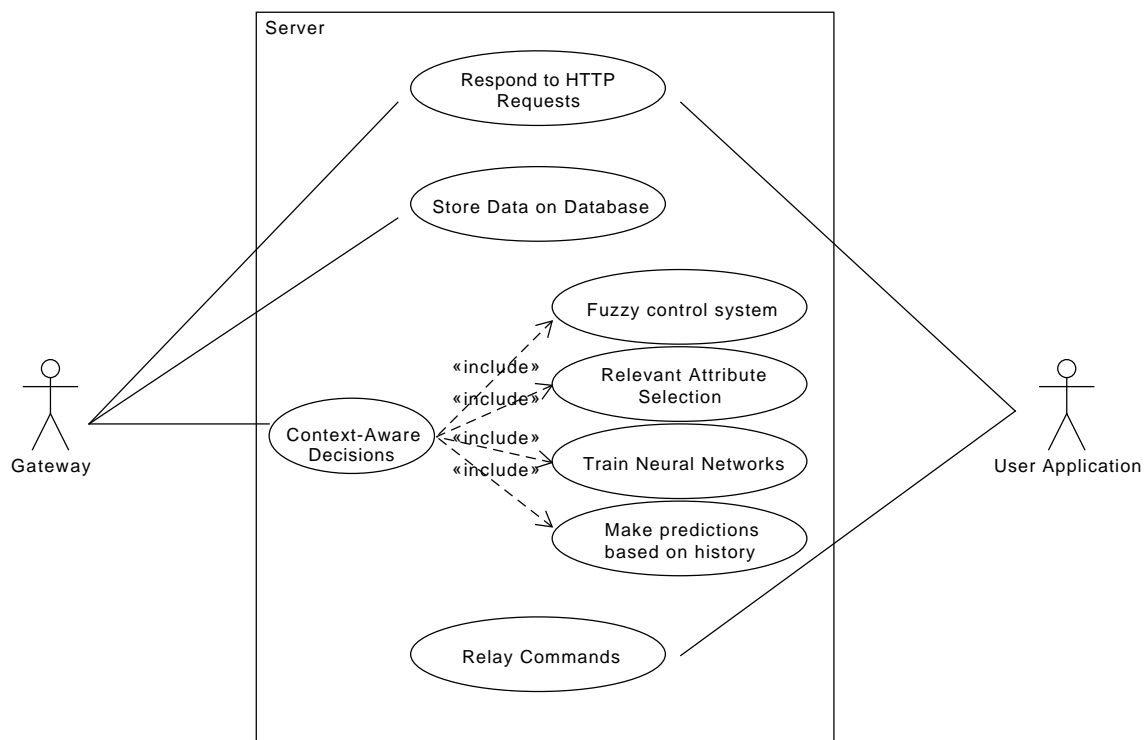 Server
Respond to HTTP
Requests
Store Data on Database
Fuzzy control system
«include»
Relevant Attribute
Selection
«include»
Context-Aware
Decisions
«include»
Train Neural Networks
«include»
Make predictions
based on history
Gateway
User Application
Relay Commands